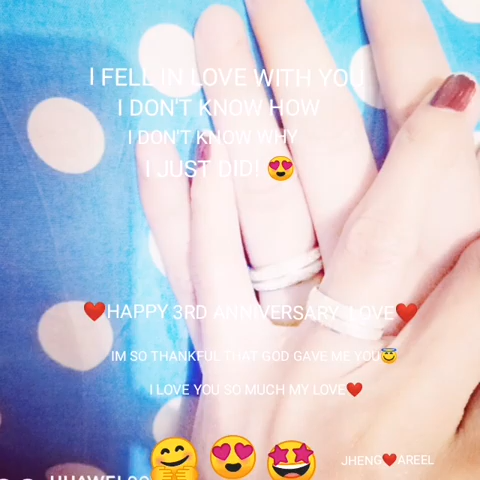 I FELL IN LOVE WITH YOU
I DON'T KNOW HOW
I DON'T KNOW WHY
I JUST DID! 😍
❤️HAPPY 3RD ANNIVERSARY LOVE❤️
IM SO THANKFUL THAT GOD GAVE ME YOU😇
I LOVE YOU SO MUCH MY LOVE❤️
JHENG❤️AREEL